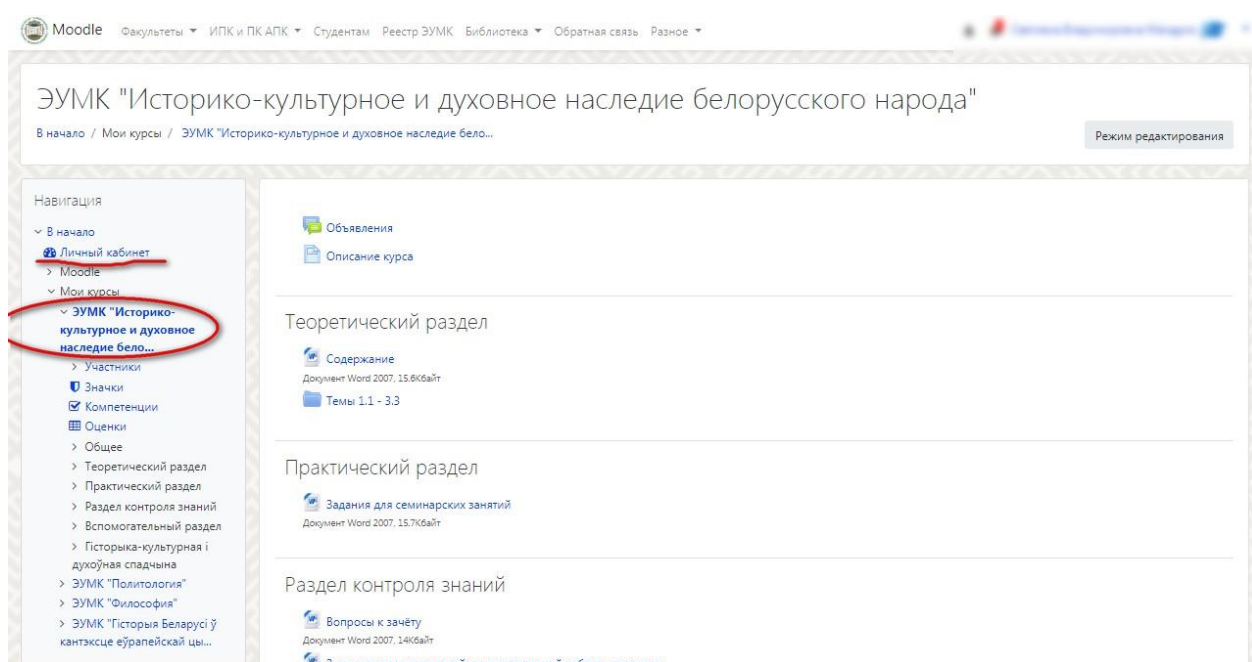 Moodle Факультеты ИПК и ПК АПК Студентам Реестр ЭУМК Библиотека Обратная связь Разное
ЭУМК "Историко-культурное и духовное наследие белорусского народа"
В начало / Мои курсы / ЭУМК "Историко-культурное и духовное наследие бело...
Режим редактирования
Навигация
В начало
Личный кабинет
Moodle
Мои курсы
ЭУМК "Историко-
культурное и духовное
наследие бело...
Участники
Значки
Компетенции
Оценки
Общее
Теоретический раздел
Практический раздел
Раздел контроля знаний
Вспомогательный раздел
Гісторыка-культурная і
духоўная спадчына
ЭУМК "Политология"
ЭУМК "Философия"
ЭУМК "Гісторыя Беларусі ў
кантэксце еўрапейскай цы...
Объявления
Описание курса
Теоретический раздел
Содержание
Документ Word 2007, 15.6Кбайт
Темы 1.1 - 3.3
Практический раздел
Задания для семинарских занятий
Документ Word 2007, 15.7Кбайт
Раздел контроля знаний
Вопросы к зачёту
Документ Word 2007, 14Кбайт